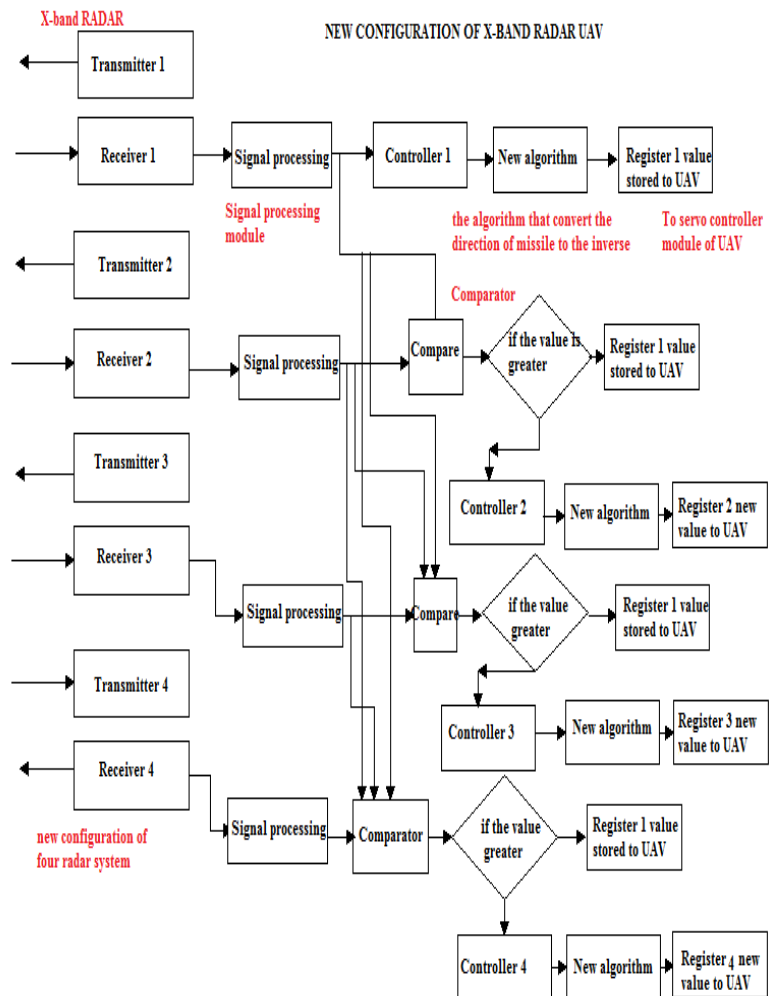 X-band RADAR
NEW CONFIGURATION OF X-BAND RADAR UAV
Transmitter 1
Receiver 1
Signal processing
Controller 1
New algorithm
Register 1 value
stored to UAV
Signal processing
module
the algorithm that convert the
direction of missile to the inverse
To servo controller
module of UAV
Transmitter 2
Comparator
Receiver 2
Signal processing
Compare
if the value is
greater
Register 1 value
stored to UAV
Transmitter 3
Controller 2
New algorithm
Register 2 new
value to UAV
Receiver 3
Signal processing
Compare
if the value
greater
Register 1 value
stored to UAV
Transmitter 4
Controller 3
New algorithm
Register 3 new
value to UAV
Receiver 4
new configuration of
four radar system
Signal processing
Comparator
if the value
greater
Register 1 value
stored to UAV
Controller 4
New algorithm
Register 4 new
value to UAV